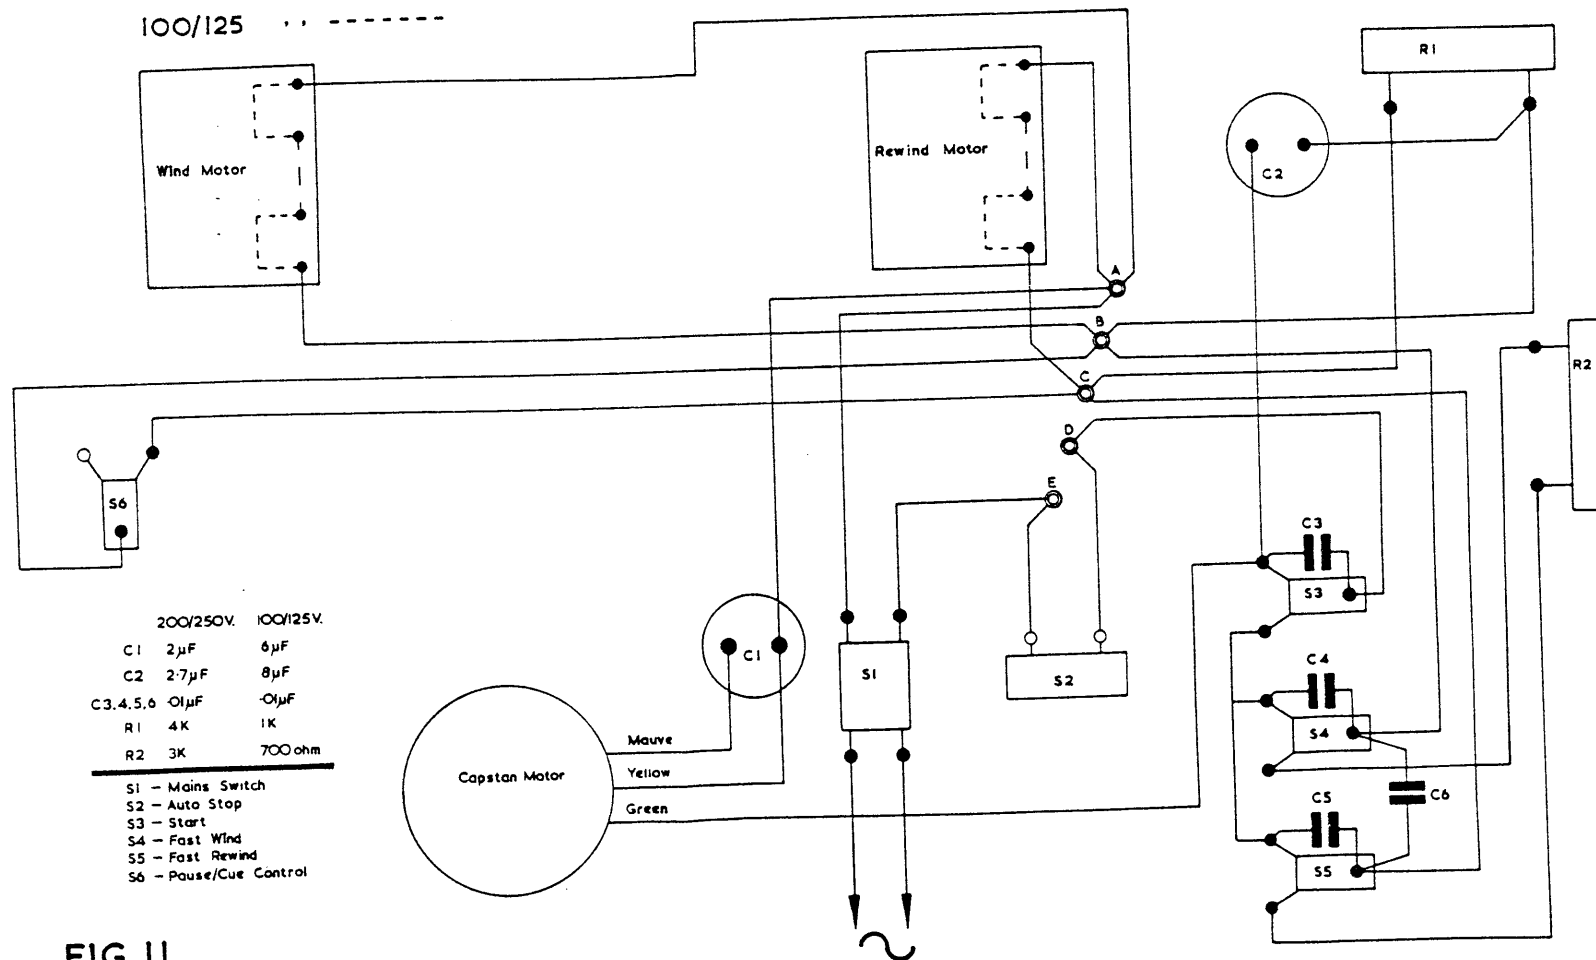 100/125 " --------
R1
Wind Motor
Rewind Motor
C2
A
B
C
R2
D
E
S6
C3
S3
200/250V. 100/125V.
C1 2μF 6μF
C2 2·7μF 8μF
C3.4.5.6 ·01μF ·01μF
R1 4K 1K
R2 3K 700 ohm
S1 – Mains Switch
S2 – Auto Stop
S3 – Start
S4 – Fast Wind
S5 – Fast Rewind
S6 – Pause/Cue Control
C1
S1
S2
C4
S4
Mauve
Capstan Motor
Yellow
Green
C5
C6
S5
FIG 11